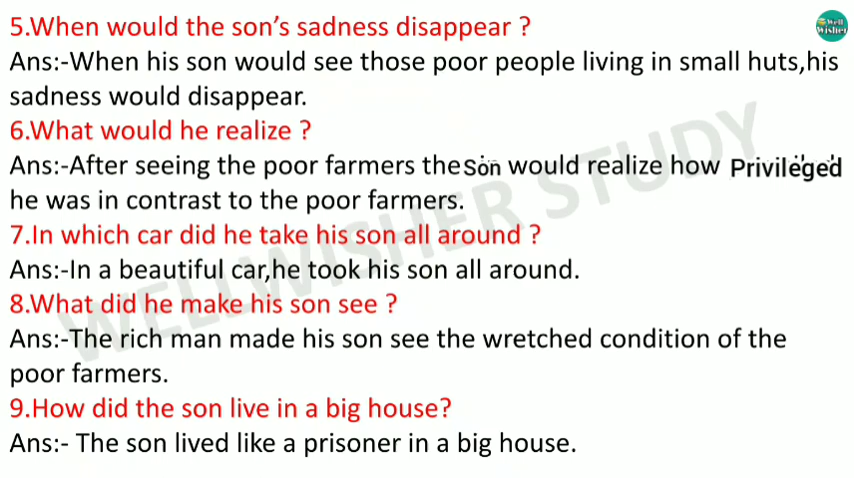 5.When would the son's sadness disappear ?
Well
Wisher
Ans:-When his son would see those poor people living in small huts,his
sadness would disappear.
6.What would he realize ?
Ans:-After seeing the poor farmers the Son would realize how Privileged
he was in contrast to the poor farmers.
7.In which car did he take his son all around ?
Ans:-In a beautiful car,he took his son all around.
8.What did he make his son see ?
Ans:-The rich man made his son see the wretched condition of the
poor farmers.
9.How did the son live in a big house?
Ans:- The son lived like a prisoner in a big house.
WELLWISHER STUDY